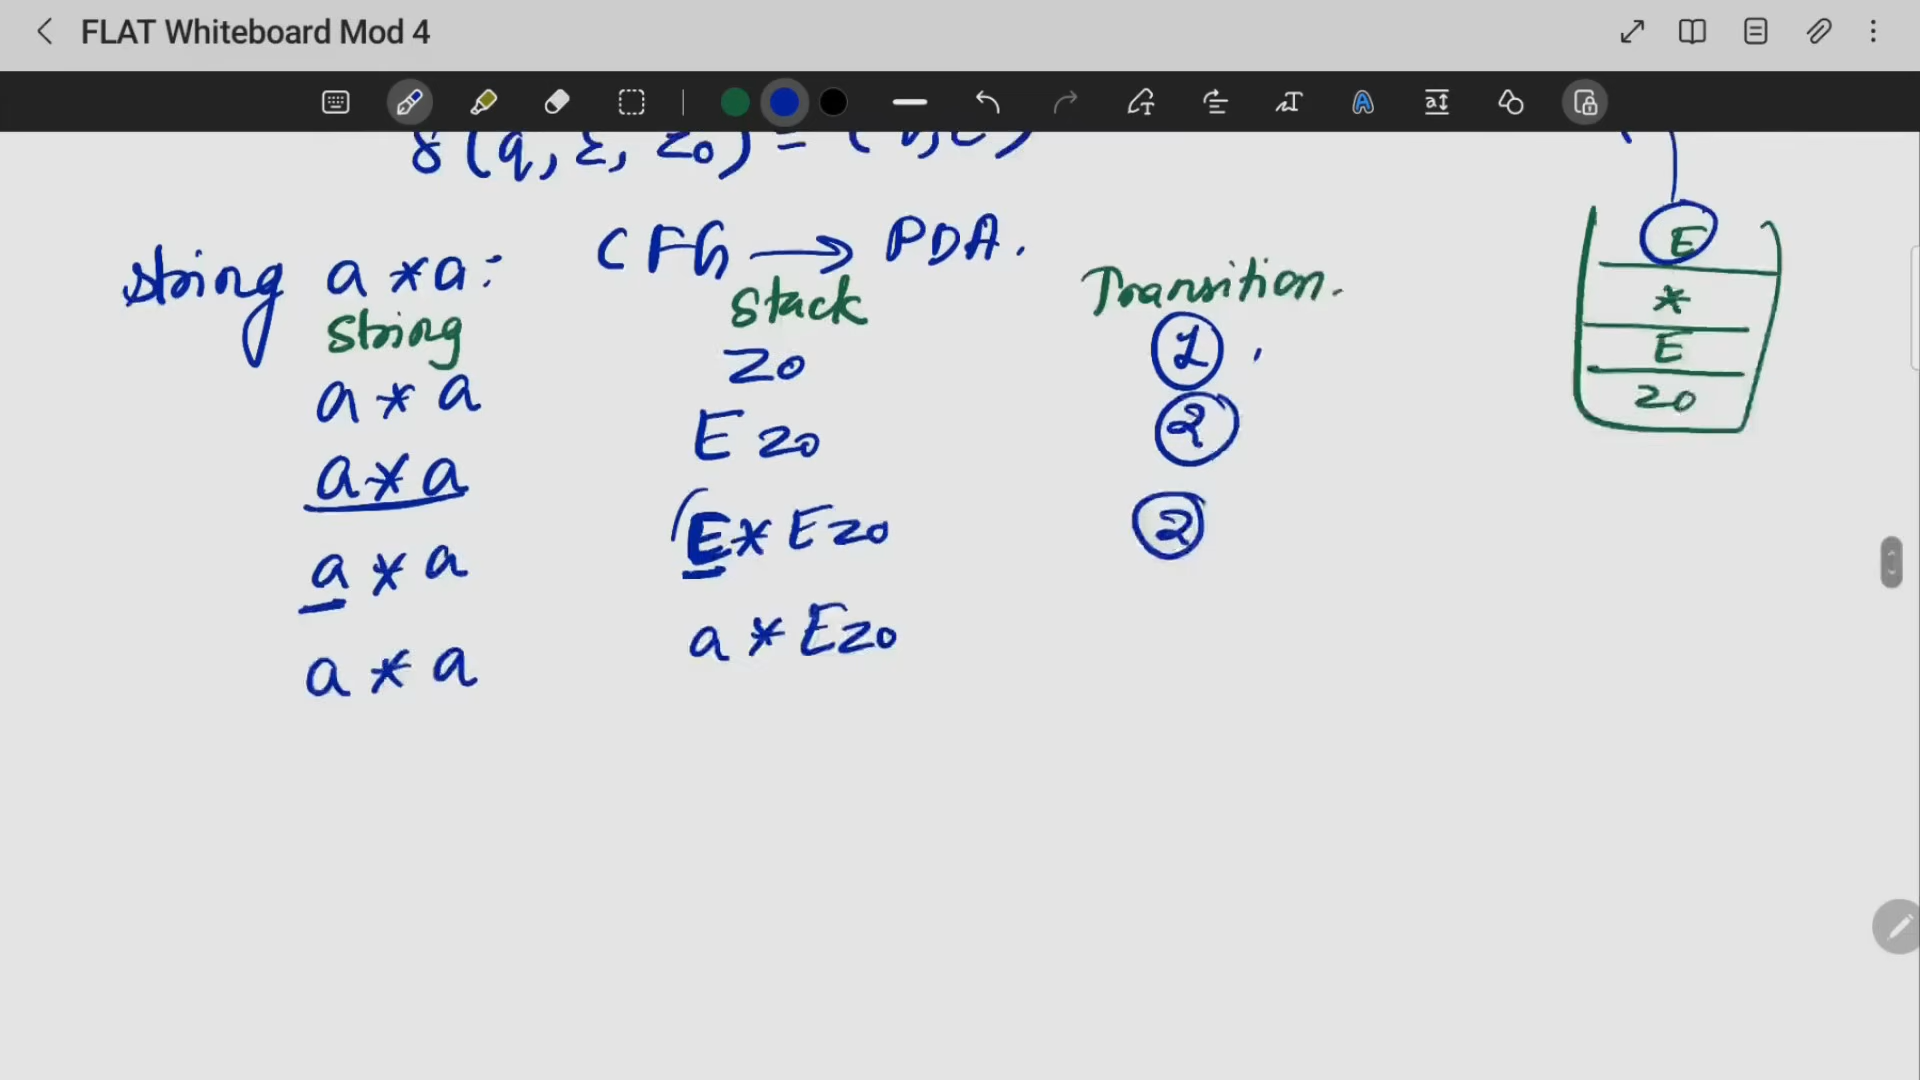 FLAT Whiteboard Mod 4
δ(q, ε, z0) =
CFG → PDA.
string a*a:
string Stack Transition.
a * a z0 1 ,
a * a E z0 2
a * a E * E z0 2
a * a a * E z0
E
*
E
z0